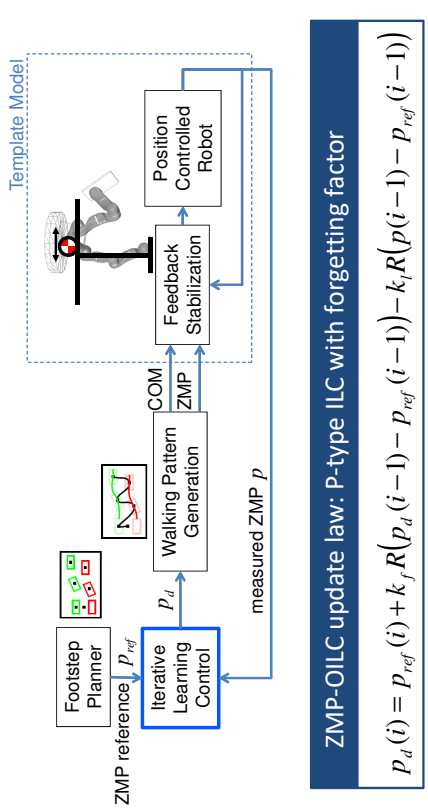 Template Model
Footstep
Planner
ZMP reference p_ref
Iterative
Learning
Control
p_d
Walking Pattern
Generation
COM
ZMP
Feedback
Stabilization
Position
Controlled
Robot
measured ZMP p
ZMP-OILC update law: P-type ILC with forgetting factor
p_d(i) = p_ref(i) + k_f R(p_d(i−1) − p_ref(i−1)) − k_l R(p(i−1) − p_ref(i−1))